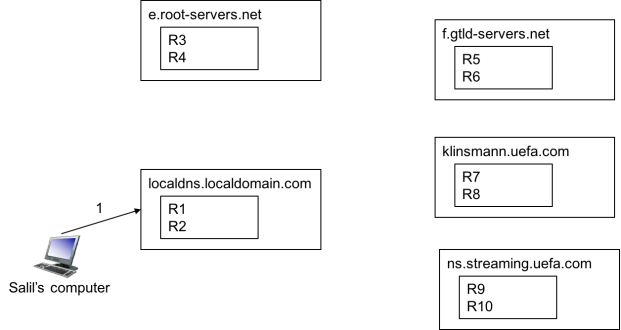 e.root-servers.net
R3
R4
f.gtld-servers.net
R5
R6
klinsmann.uefa.com
R7
R8
localdns.localdomain.com
R1
R2
1
Salil's computer
ns.streaming.uefa.com
R9
R10